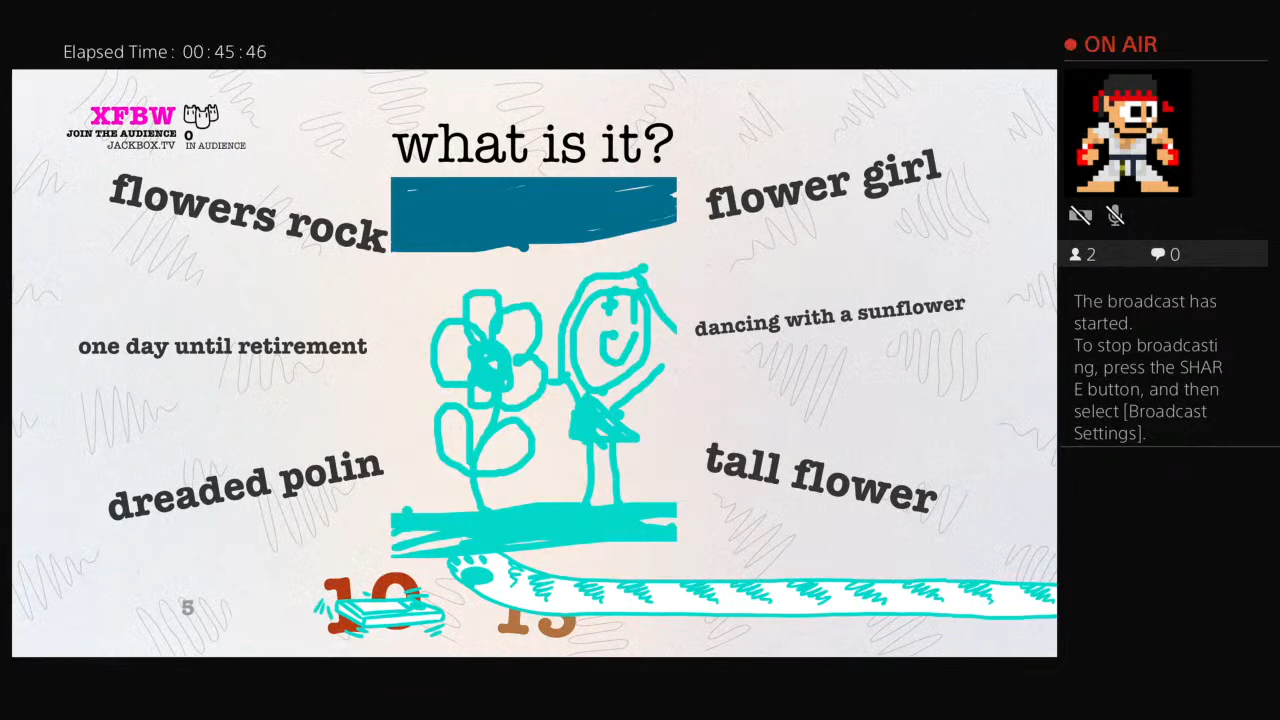 Elapsed Time: 00:45:46
ON AIR
XFBW
JOIN THE AUDIENCE
JACKBOX.TV
0
IN AUDIENCE
what is it?
flowers rock
flower girl
one day until retirement
dancing with a sunflower
dreaded polin
tall flower
5
10
15
2
0
The broadcast has
started.
To stop broadcasti
ng, press the SHAR
E button, and then
select [Broadcast
Settings].